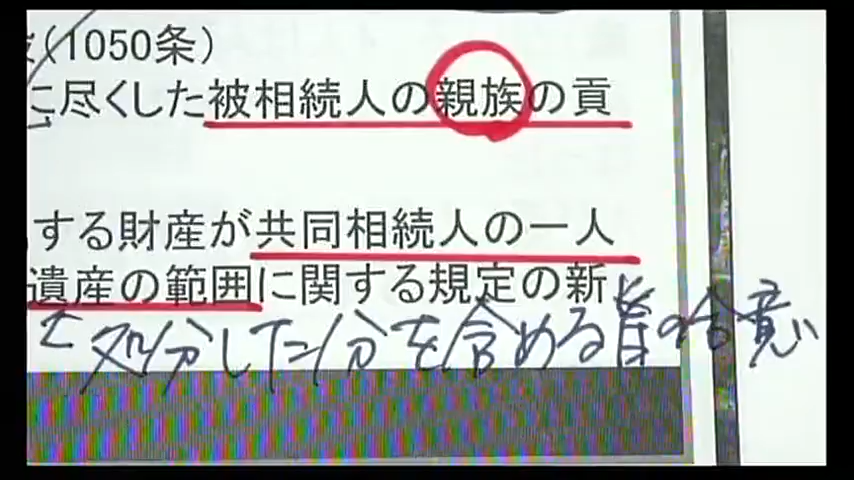 (1050条)
に尽くした被相続人の親族の貢
する財産が共同相続人の一人
遺産の範囲に関する規定の新
処分した分を含める旨の合意